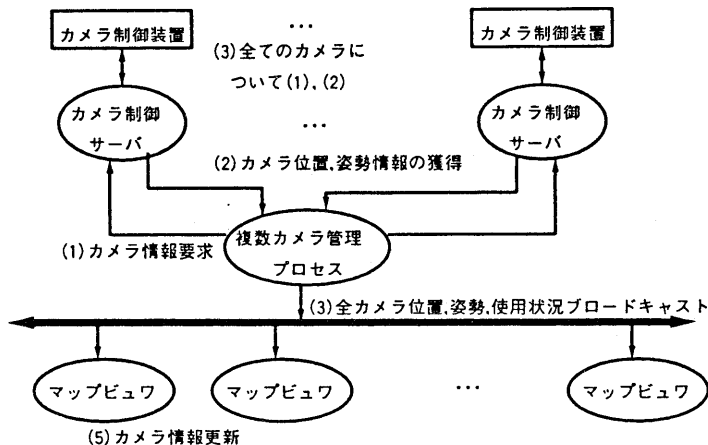 カメラ制御装置
...
カメラ制御装置
(3)全てのカメラに
ついて(1),(2)
カメラ制御
サーバ
...
カメラ制御
サーバ
(2)カメラ位置,姿勢情報の獲得
(1)カメラ情報要求
複数カメラ管理
プロセス
(3)全カメラ位置,姿勢,使用状況ブロードキャスト
マップビュワ
マップビュワ
...
マップビュワ
(5)カメラ情報更新